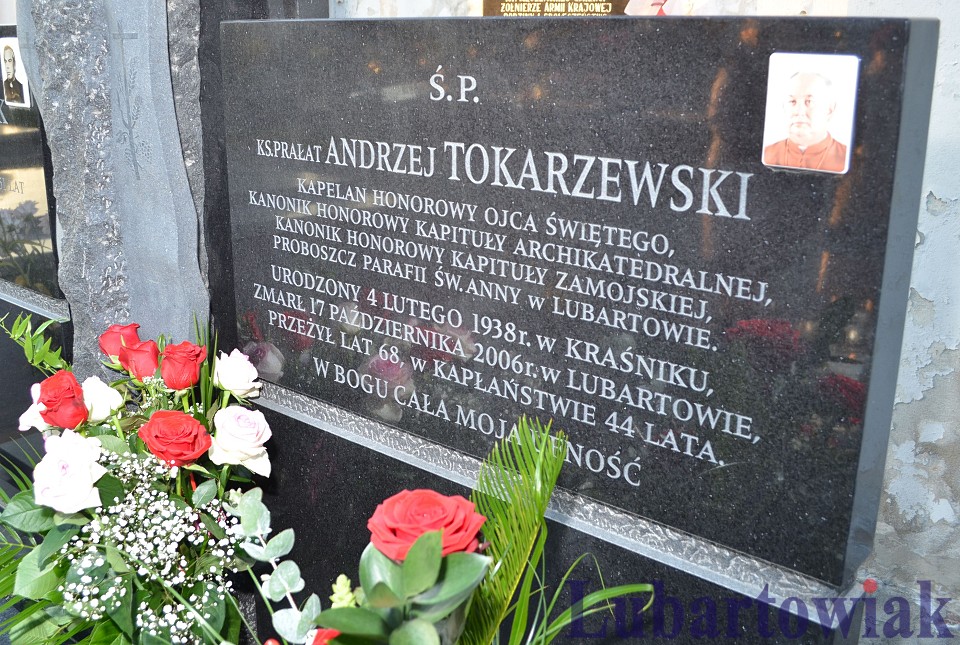 ŻOŁNIERZE ARMII KRAJOWEJ
Ś.P.
KS.PRAŁAT ANDRZEJ TOKARZEWSKI
KAPELAN HONOROWY OJCA ŚWIĘTEGO,
KANONIK HONOROWY KAPITUŁY ARCHIKATEDRALNEJ,
KANONIK HONOROWY KAPITUŁY ZAMOJSKIEJ,
PROBOSZCZ PARAFII ŚW.ANNY W LUBARTOWIE.
URODZONY 4 LUTEGO 1938r. W KRAŚNIKU,
ZMARŁ 17 PAŹDZIERNIKA 2006r. W LUBARTOWIE,
PRZEŻYŁ LAT 68, W KAPŁAŃSTWIE 44 LATA.
W BOGU CAŁA MOJA UFNOŚĆ
LAT
Lubartowiak